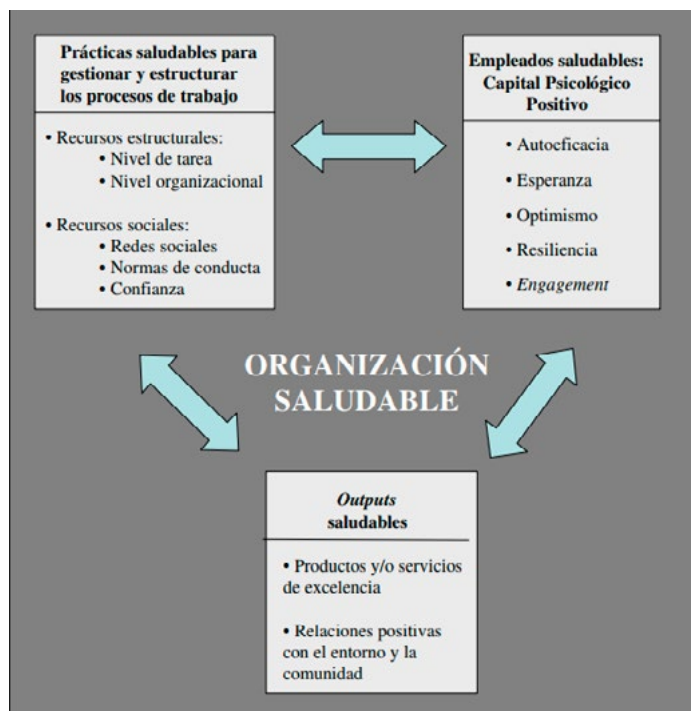 Prácticas saludables para
gestionar y estructurar
los procesos de trabajo
• Recursos estructurales:
• Nivel de tarea
• Nivel organizacional
• Recursos sociales:
• Redes sociales
• Normas de conducta
• Confianza
Empleados saludables:
Capital Psicológico
Positivo
• Autoeficacia
• Esperanza
• Optimismo
• Resiliencia
• Engagement
ORGANIZACIÓN
SALUDABLE
Outputs
saludables
• Productos y/o servicios
de excelencia
• Relaciones positivas
con el entorno y la
comunidad